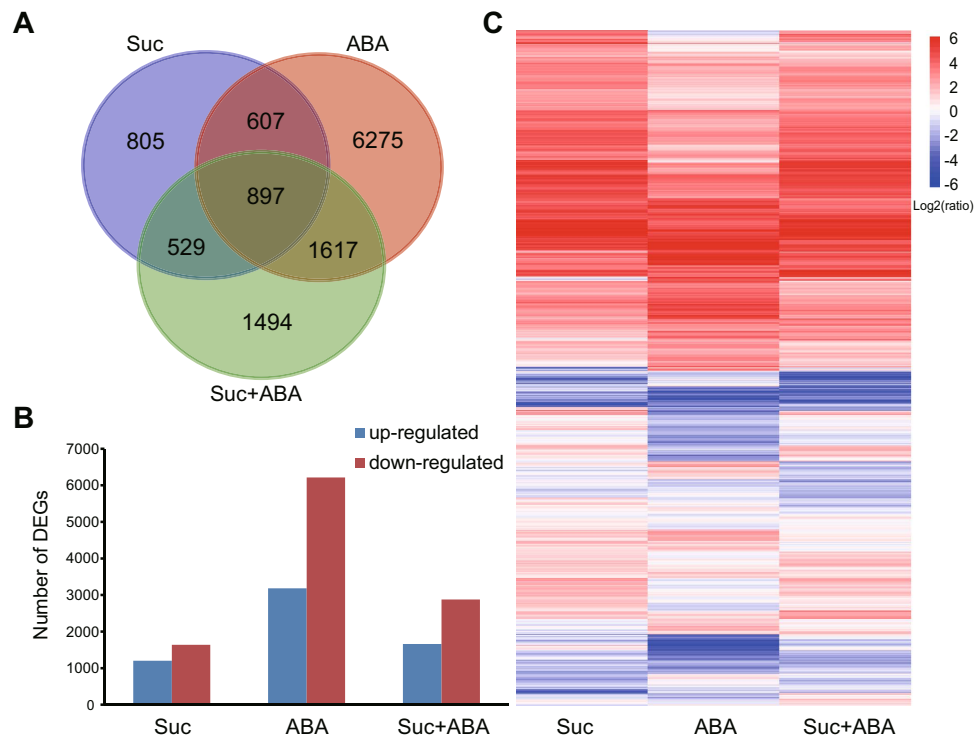 A
Suc
ABA
805
607
6275
897
529
1617
1494
Suc+ABA
B
up-regulated
down-regulated
Number of DEGs
7000
6000
5000
4000
3000
2000
1000
0
Suc
ABA
Suc+ABA
C
6
4
2
0
-2
-4
-6
Log2(ratio)
Suc
ABA
Suc+ABA